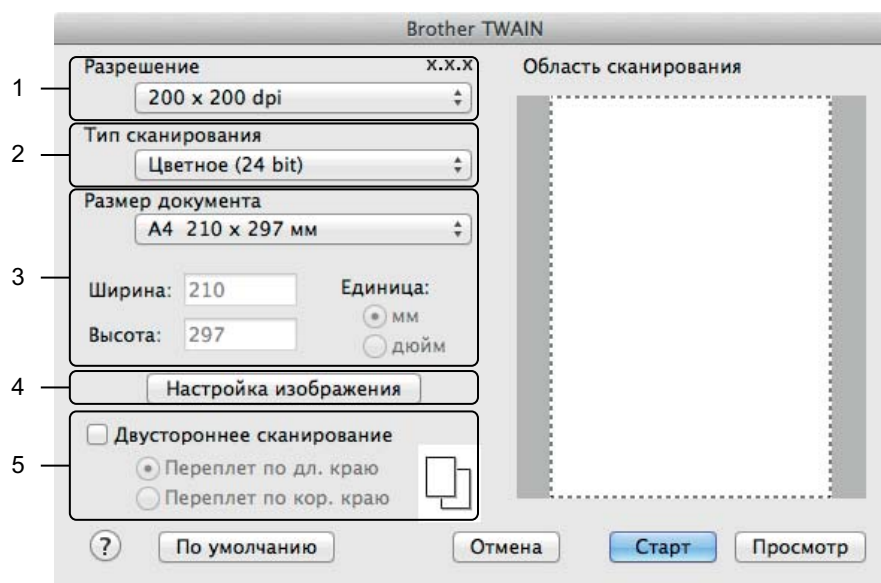 Brother TWAIN
1
Разрешение
x.x.x
200 x 200 dpi
2
Тип сканирования
Цветное (24 bit)
3
Размер документа
A4 210 x 297 мм
Ширина: 210
Высота: 297
Единица:
мм
дюйм
4
Настройка изображения
5
Двустороннее сканирование
Переплет по дл. краю
Переплет по кор. краю
Область сканирования
?
По умолчанию
Отмена
Старт
Просмотр